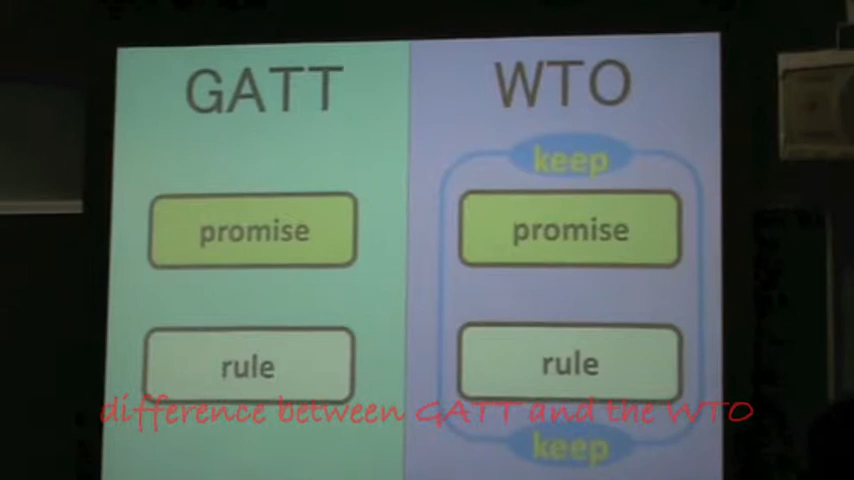 GATT
WTO
keep
promise
promise
rule
rule
difference between GATT and the WTO
keep